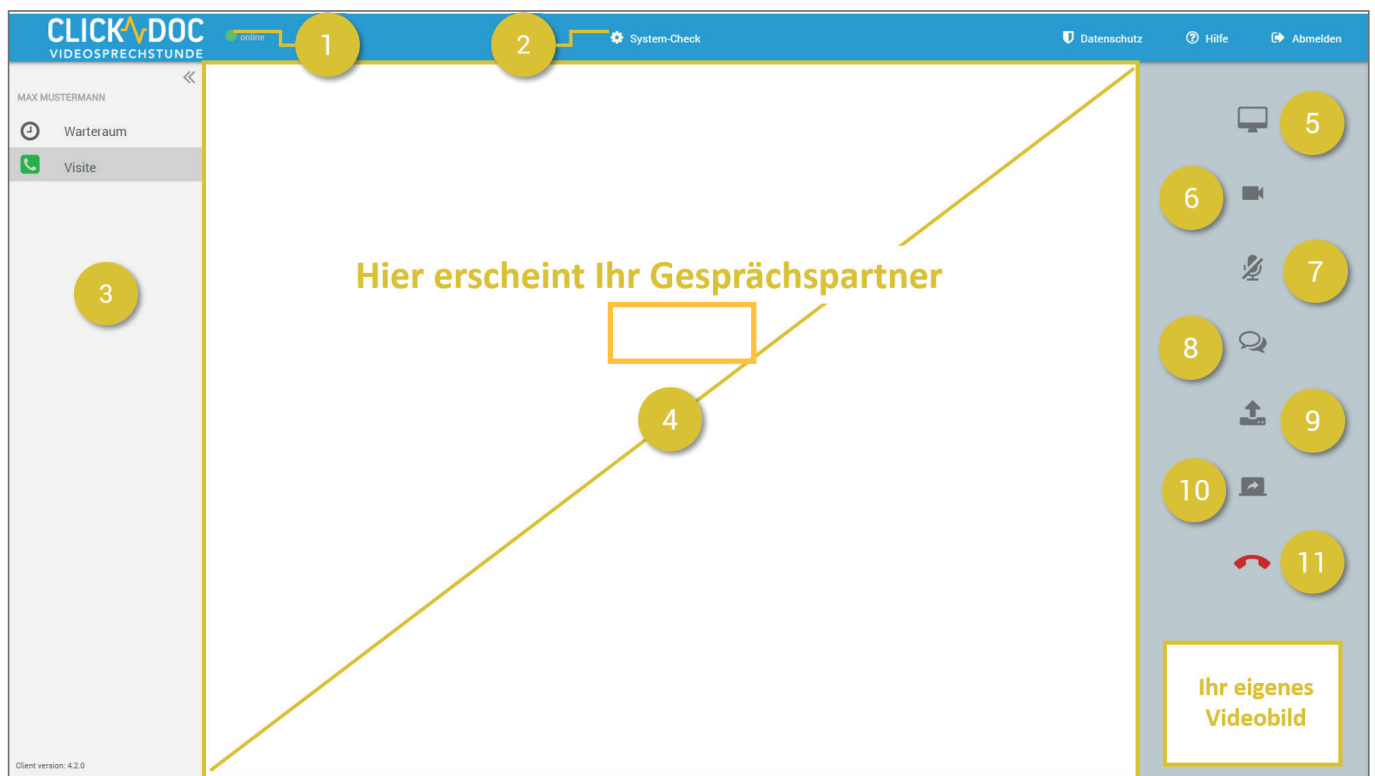 CLICK DOC
VIDEOSPRECHSTUNDE
online
1
2
System-Check
Datenschutz
Hilfe
Abmelden
MAX MUSTERMANN
Warteraum
Visite
3
Hier erscheint Ihr Gesprächspartner
4
5
6
7
8
9
10
11
Ihr eigenes
Videobild
Client version: 4.2.0